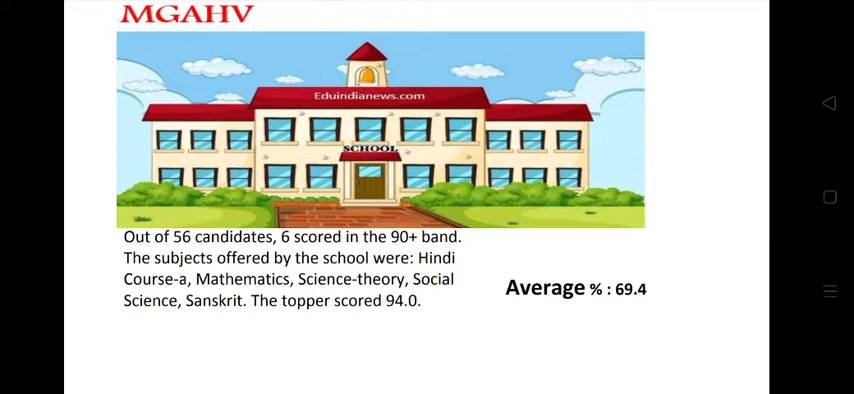 MGAHV
Eduindianews.com
SCHOOL
Out of 56 candidates, 6 scored in the 90+ band.
The subjects offered by the school were: Hindi
Course-a, Mathematics, Science-theory, Social
Science, Sanskrit. The topper scored 94.0.
Average % : 69.4